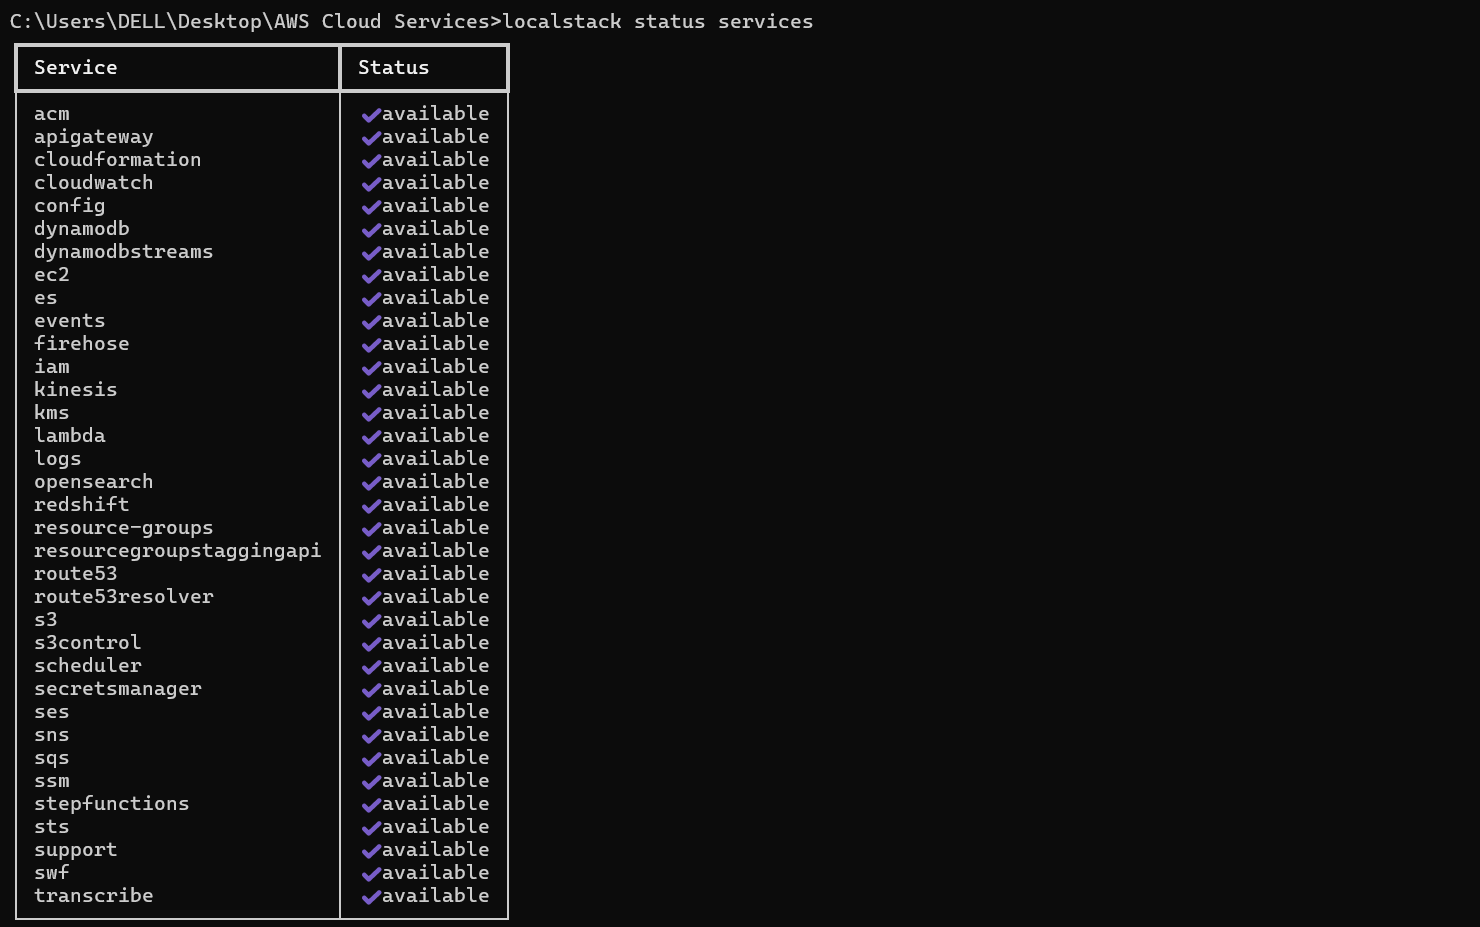 C:\Users\DELL\Desktop\AWS Cloud Services>localstack status services
Service Status
acm ✔available
apigateway ✔available
cloudformation ✔available
cloudwatch ✔available
config ✔available
dynamodb ✔available
dynamodbstreams ✔available
ec2 ✔available
es ✔available
events ✔available
firehose ✔available
iam ✔available
kinesis ✔available
kms ✔available
lambda ✔available
logs ✔available
opensearch ✔available
redshift ✔available
resource-groups ✔available
resourcegroupstaggingapi ✔available
route53 ✔available
route53resolver ✔available
s3 ✔available
s3control ✔available
scheduler ✔available
secretsmanager ✔available
ses ✔available
sns ✔available
sqs ✔available
ssm ✔available
stepfunctions ✔available
sts ✔available
support ✔available
swf ✔available
transcribe ✔available